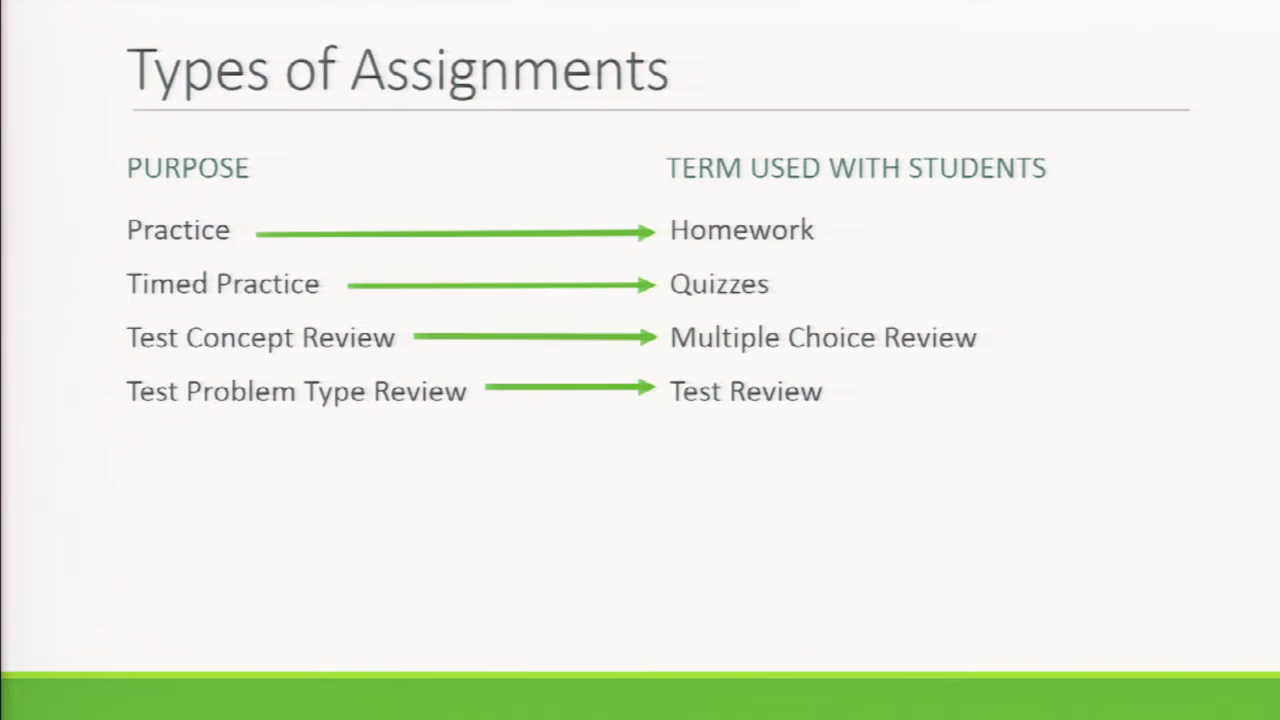 Types of Assignments
PURPOSE
TERM USED WITH STUDENTS
Practice
Homework
Timed Practice
Quizzes
Test Concept Review
Multiple Choice Review
Test Problem Type Review
Test Review